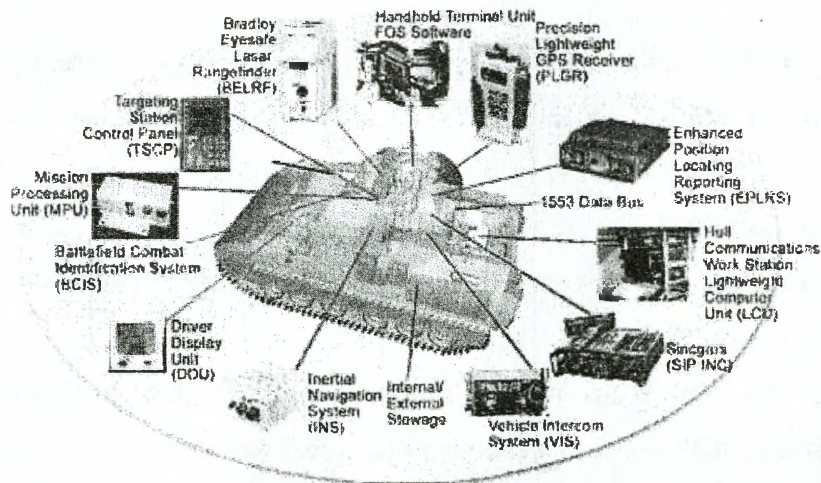 Bradley
Eyesafe
Lasar
Rangefinder
(BELRF)
Handhold Terminal Unit
FOS Software
Precision
Lightweight
GPS Receiver
(PLGR)
Targeting
Station
Control Panel
(TSCP)
Enhanced
Position
Locating
Reporting
System (EPLRS)
Mission
Processing
Unit (MPU)
1553 Data Bus
Battlefield Combat
Identification System
(BCIS)
Hull
Communications
Work Station
Lightweight
Computer
Unit (LCU)
Driver
Display
Unit
(DDU)
Sincgars
(SIP INC)
Inertial
Navigation
System
(INS)
Internal/
External
Stowage
Vehicle Intercom
System (VIS)